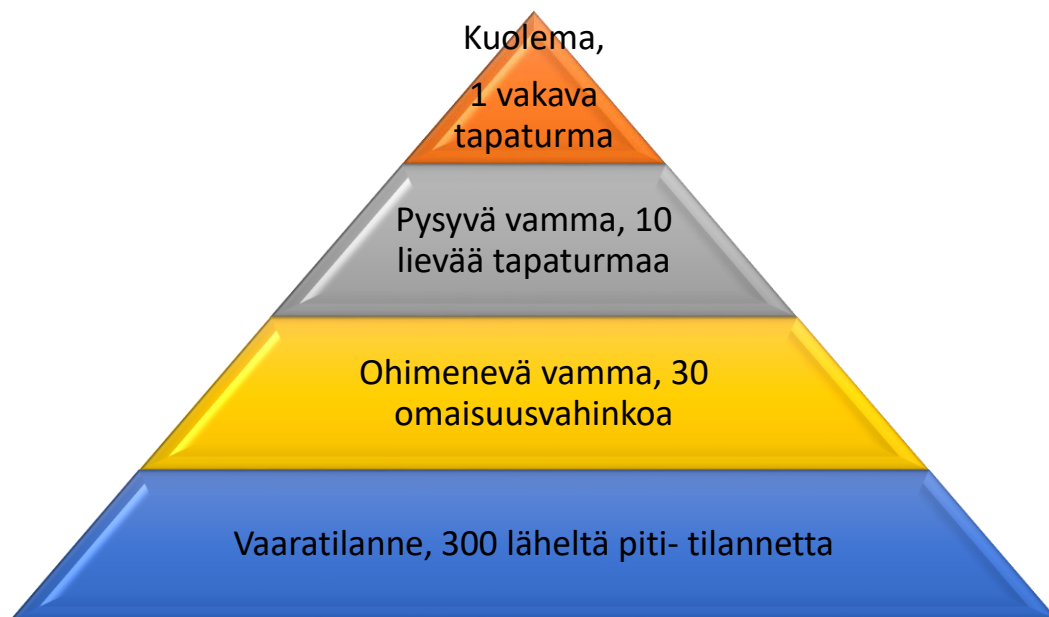 Kuolema,
1 vakava
tapaturma
Pysyvä vamma, 10
lievää tapaturmaa
Ohimenevä vamma, 30
omaisuusvahinkoa
Vaaratilanne, 300 läheltä piti- tilannetta